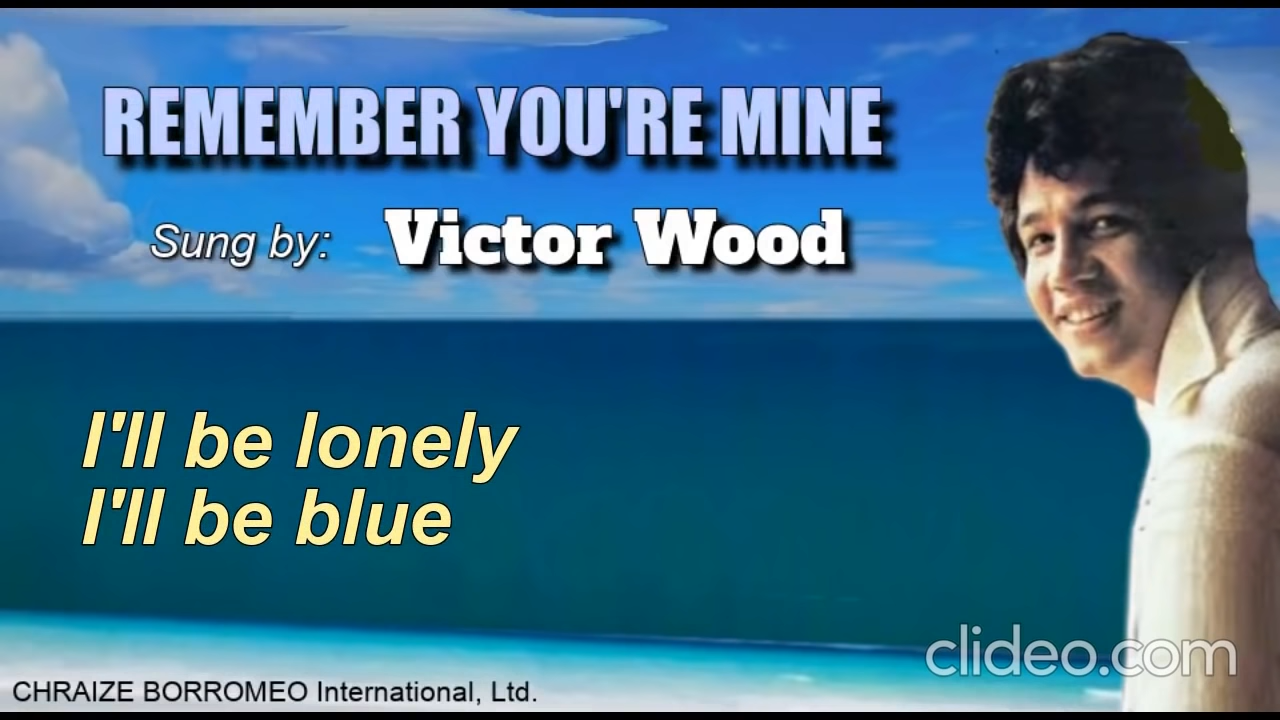 REMEMBER YOU'RE MINE
Sung by: Victor Wood
I'll be lonely
I'll be blue
clideo.com
CHRAIZE BORROMEO International, Ltd.